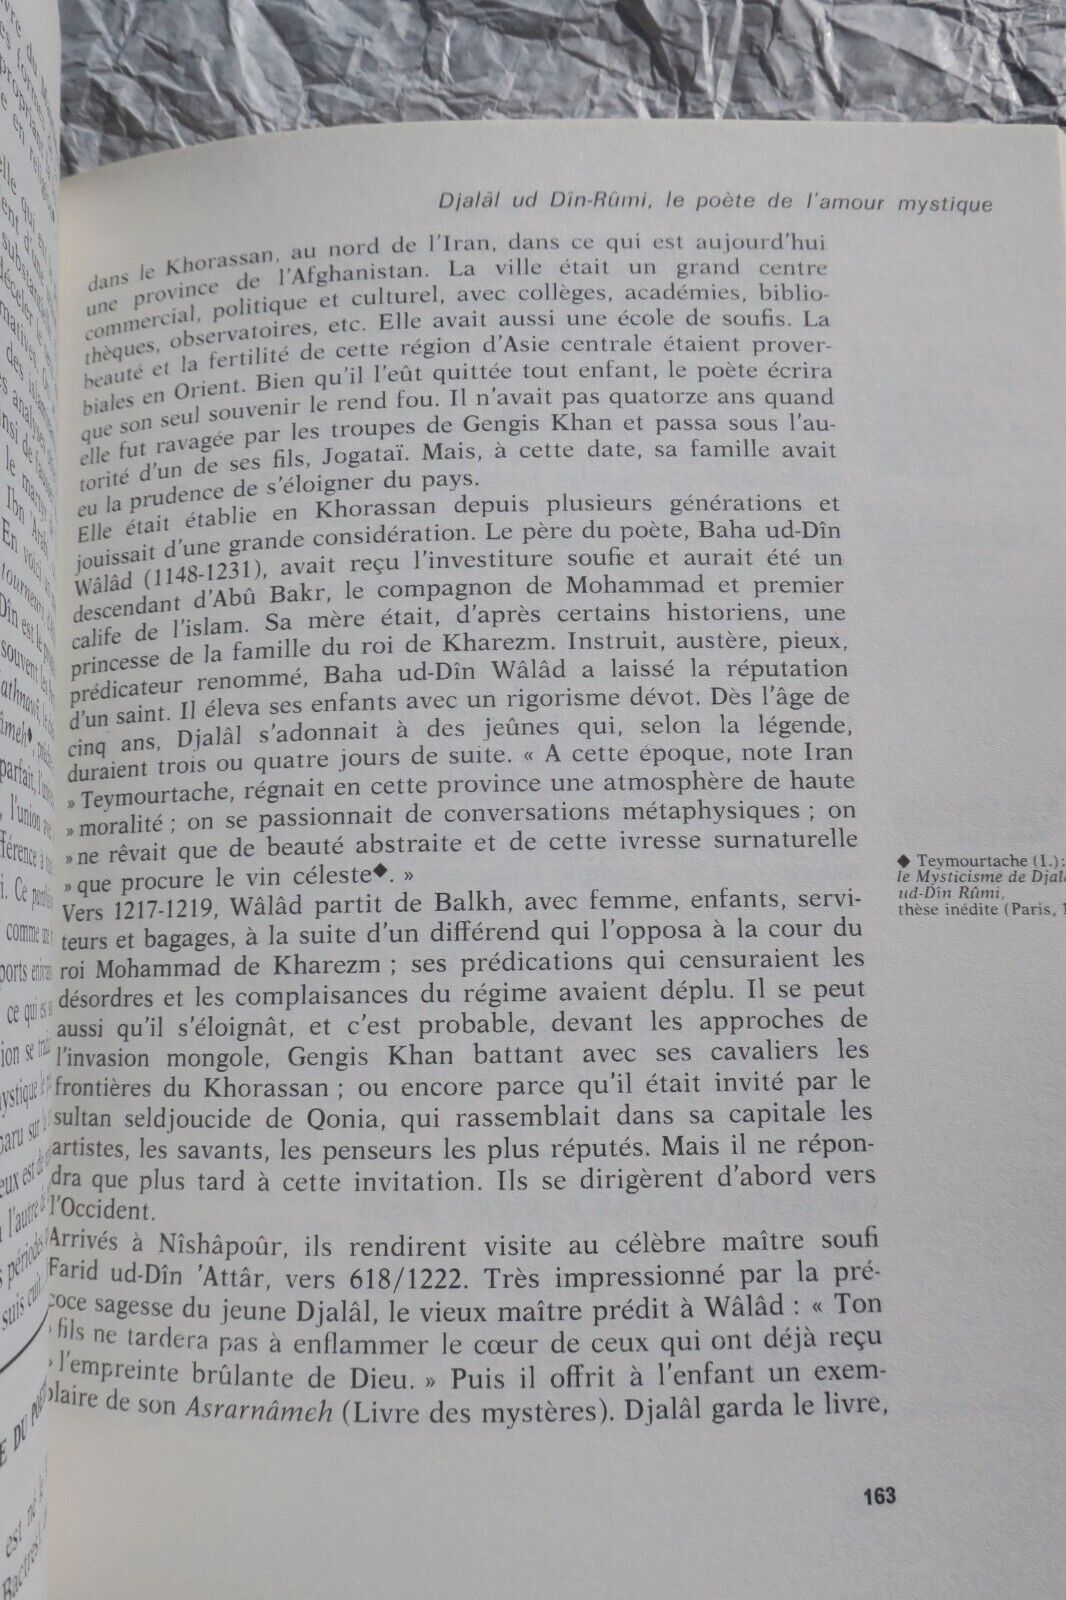 Djalâl ud Dîn-Rûmi, le poète de l'amour mystique
dans le Khorassan, au nord de l'Iran, dans ce qui est aujourd'hui
une province de l'Afghanistan. La ville était un grand centre
commercial, politique et culturel, avec collèges, académies, biblio-
thèques, observatoires, etc. Elle avait aussi une école de soufis. La
beauté et la fertilité de cette région d'Asie centrale étaient prover-
biales en Orient. Bien qu'il l'eût quittée tout enfant, le poète écrira
que son seul souvenir le rend fou. Il n'avait pas quatorze ans quand
elle fut ravagée par les troupes de Gengis Khan et passa sous l'au-
torité d'un de ses fils, Jogataï. Mais, à cette date, sa famille avait
eu la prudence de s'éloigner du pays.
Elle était établie en Khorassan depuis plusieurs générations et
jouissait d'une grande considération. Le père du poète, Baha ud-Dîn
Wâlâd (1148-1231), avait reçu l'investiture soufie et aurait été un
descendant d'Abû Bakr, le compagnon de Mohammad et premier
calife de l'islam. Sa mère était, d'après certains historiens, une
princesse de la famille du roi de Kharezm. Instruit, austère, pieux,
prédicateur renommé, Baha ud-Dîn Wâlâd a laissé la réputation
d'un saint. Il éleva ses enfants avec un rigorisme dévot. Dès l'âge de
cinq ans, Djalâl s'adonnait à des jeûnes qui, selon la légende,
duraient trois ou quatre jours de suite. « A cette époque, note Iran
» Teymourtache, régnait en cette province une atmosphère de haute
» moralité ; on se passionnait de conversations métaphysiques ; on
» ne rêvait que de beauté abstraite et de cette ivresse surnaturelle
» que procure le vin céleste◆. »
Vers 1217-1219, Wâlâd partit de Balkh, avec femme, enfants, servi-
teurs et bagages, à la suite d'un différend qui l'opposa à la cour du
roi Mohammad de Kharezm ; ses prédications qui censuraient les
désordres et les complaisances du régime avaient déplu. Il se peut
aussi qu'il s'éloignât, et c'est probable, devant les approches de
l'invasion mongole, Gengis Khan battant avec ses cavaliers les
frontières du Khorassan ; ou encore parce qu'il était invité par le
sultan seldjoucide de Qonia, qui rassemblait dans sa capitale les
artistes, les savants, les penseurs les plus réputés. Mais il ne répon-
dra que plus tard à cette invitation. Ils se dirigèrent d'abord vers
l'Occident.
Arrivés à Nîshâpoûr, ils rendirent visite au célèbre maître soufi
Farid ud-Dîn 'Attâr, vers 618/1222. Très impressionné par la pré-
coce sagesse du jeune Djalâl, le vieux maître prédit à Wâlâd : « Ton
» fils ne tardera pas à enflammer le cœur de ceux qui ont déjà reçu
» l'empreinte brûlante de Dieu. » Puis il offrit à l'enfant un exem-
plaire de son Asrarnâmeh (Livre des mystères). Djalâl garda le livre,
◆ Teymourtache (I.):
le Mysticisme de Djala
ud-Dîn Rûmi,
thèse inédite (Paris,
163